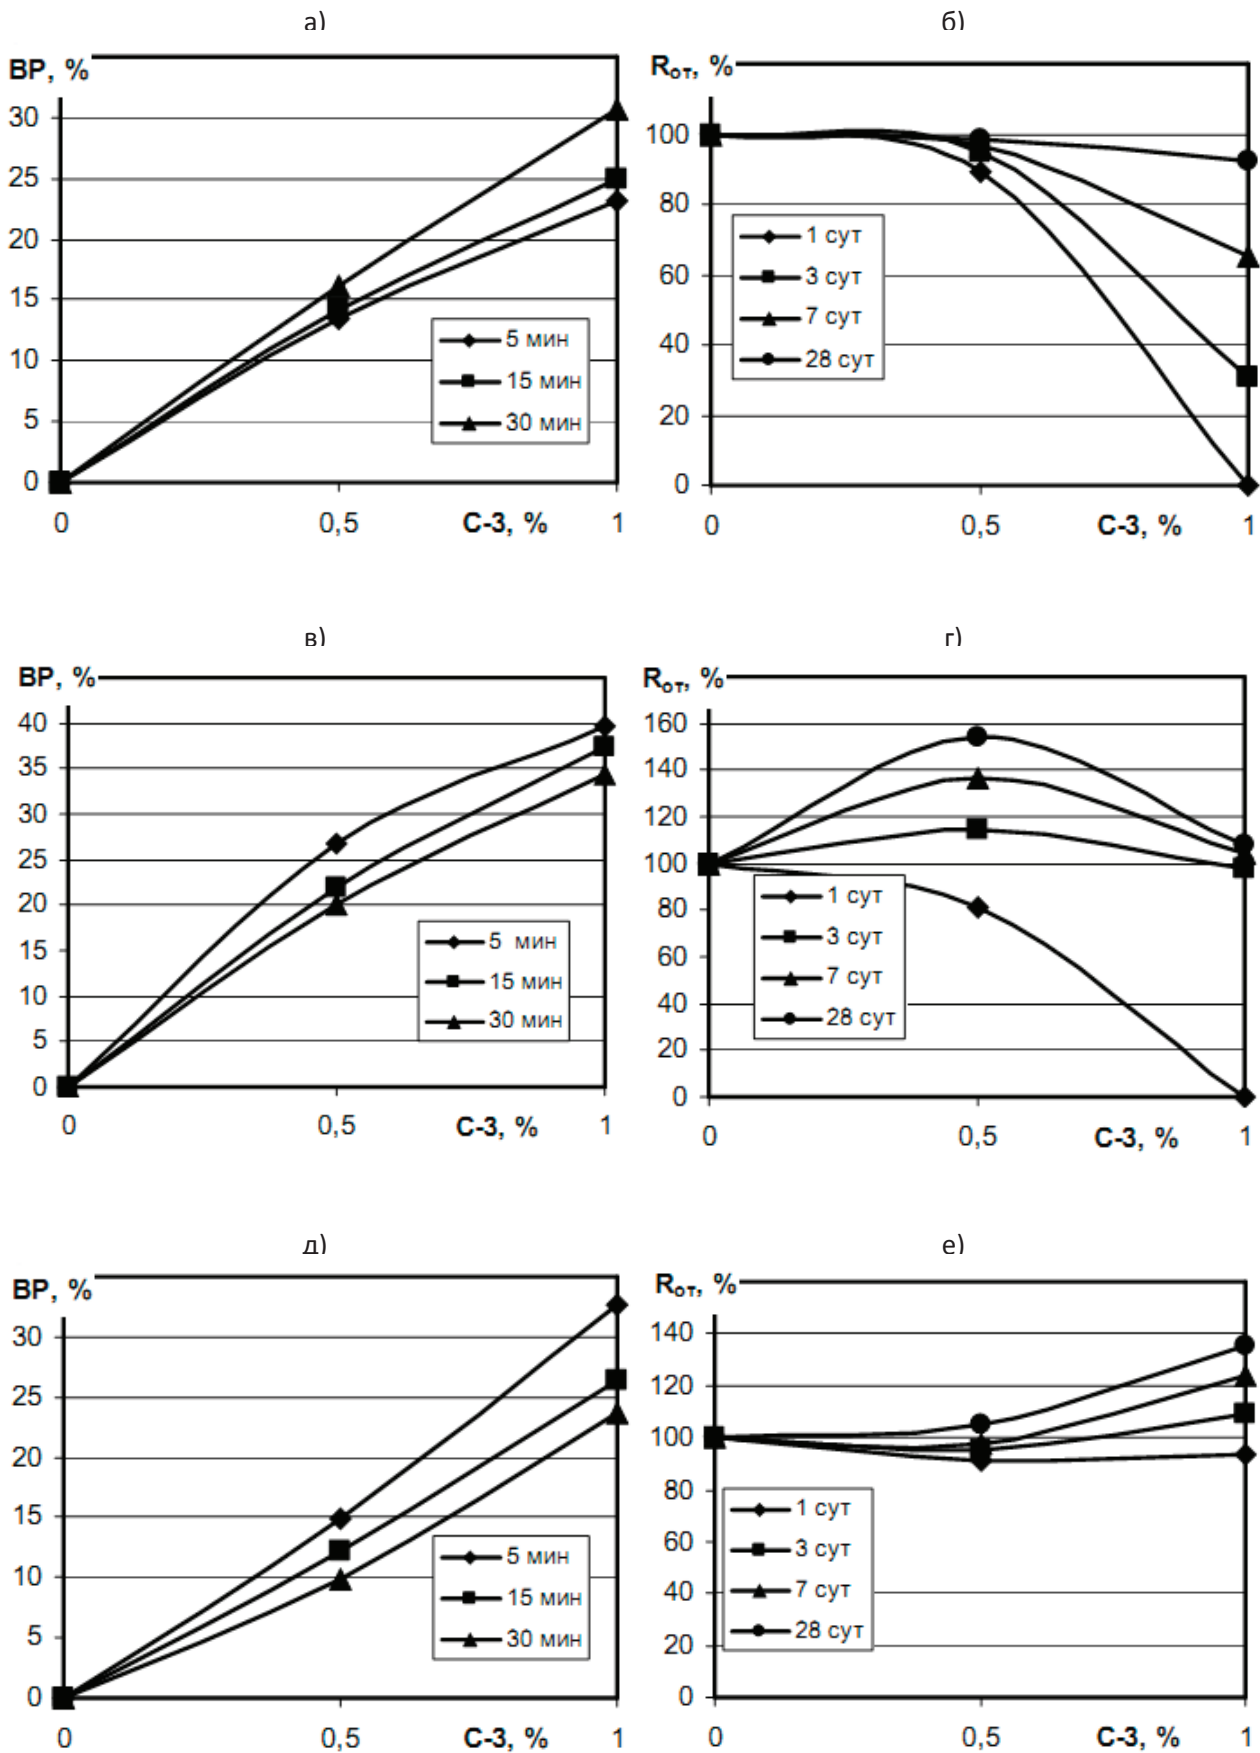 а)
ВР, %
30
25
20
15
10
5
0
5 мин
15 мин
30 мин
0 0,5 С-3, % 1
б)
Rот, %
100
80
60
40
20
0
1 сут
3 сут
7 сут
28 сут
0 0,5 С-3, % 1
в)
ВР, %
40
35
30
25
20
15
10
5
0
5 мин
15 мин
30 мин
0 0,5 С-3, % 1
г)
Rот, %
160
140
120
100
80
60
40
20
0
1 сут
3 сут
7 сут
28 сут
0 0,5 С-3, % 1
д)
ВР, %
30
25
20
15
10
5
0
5 мин
15 мин
30 мин
0 0,5 С-3, % 1
е)
Rот, %
140
120
100
80
60
40
20
0
1 сут
3 сут
7 сут
28 сут
0 0,5 С-3, % 1